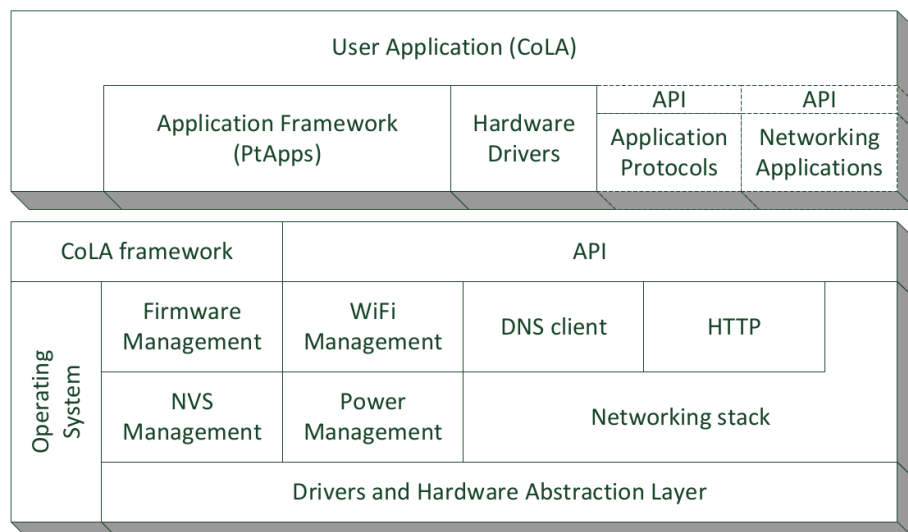 User Application (CoLA)
Application Framework
(PtApps)
Hardware
Drivers
API
Application
Protocols
API
Networking
Applications
CoLA framework
API
Operating
System
Firmware
Management
WiFi
Management
DNS client
HTTP
NVS
Management
Power
Management
Networking stack
Drivers and Hardware Abstraction Layer